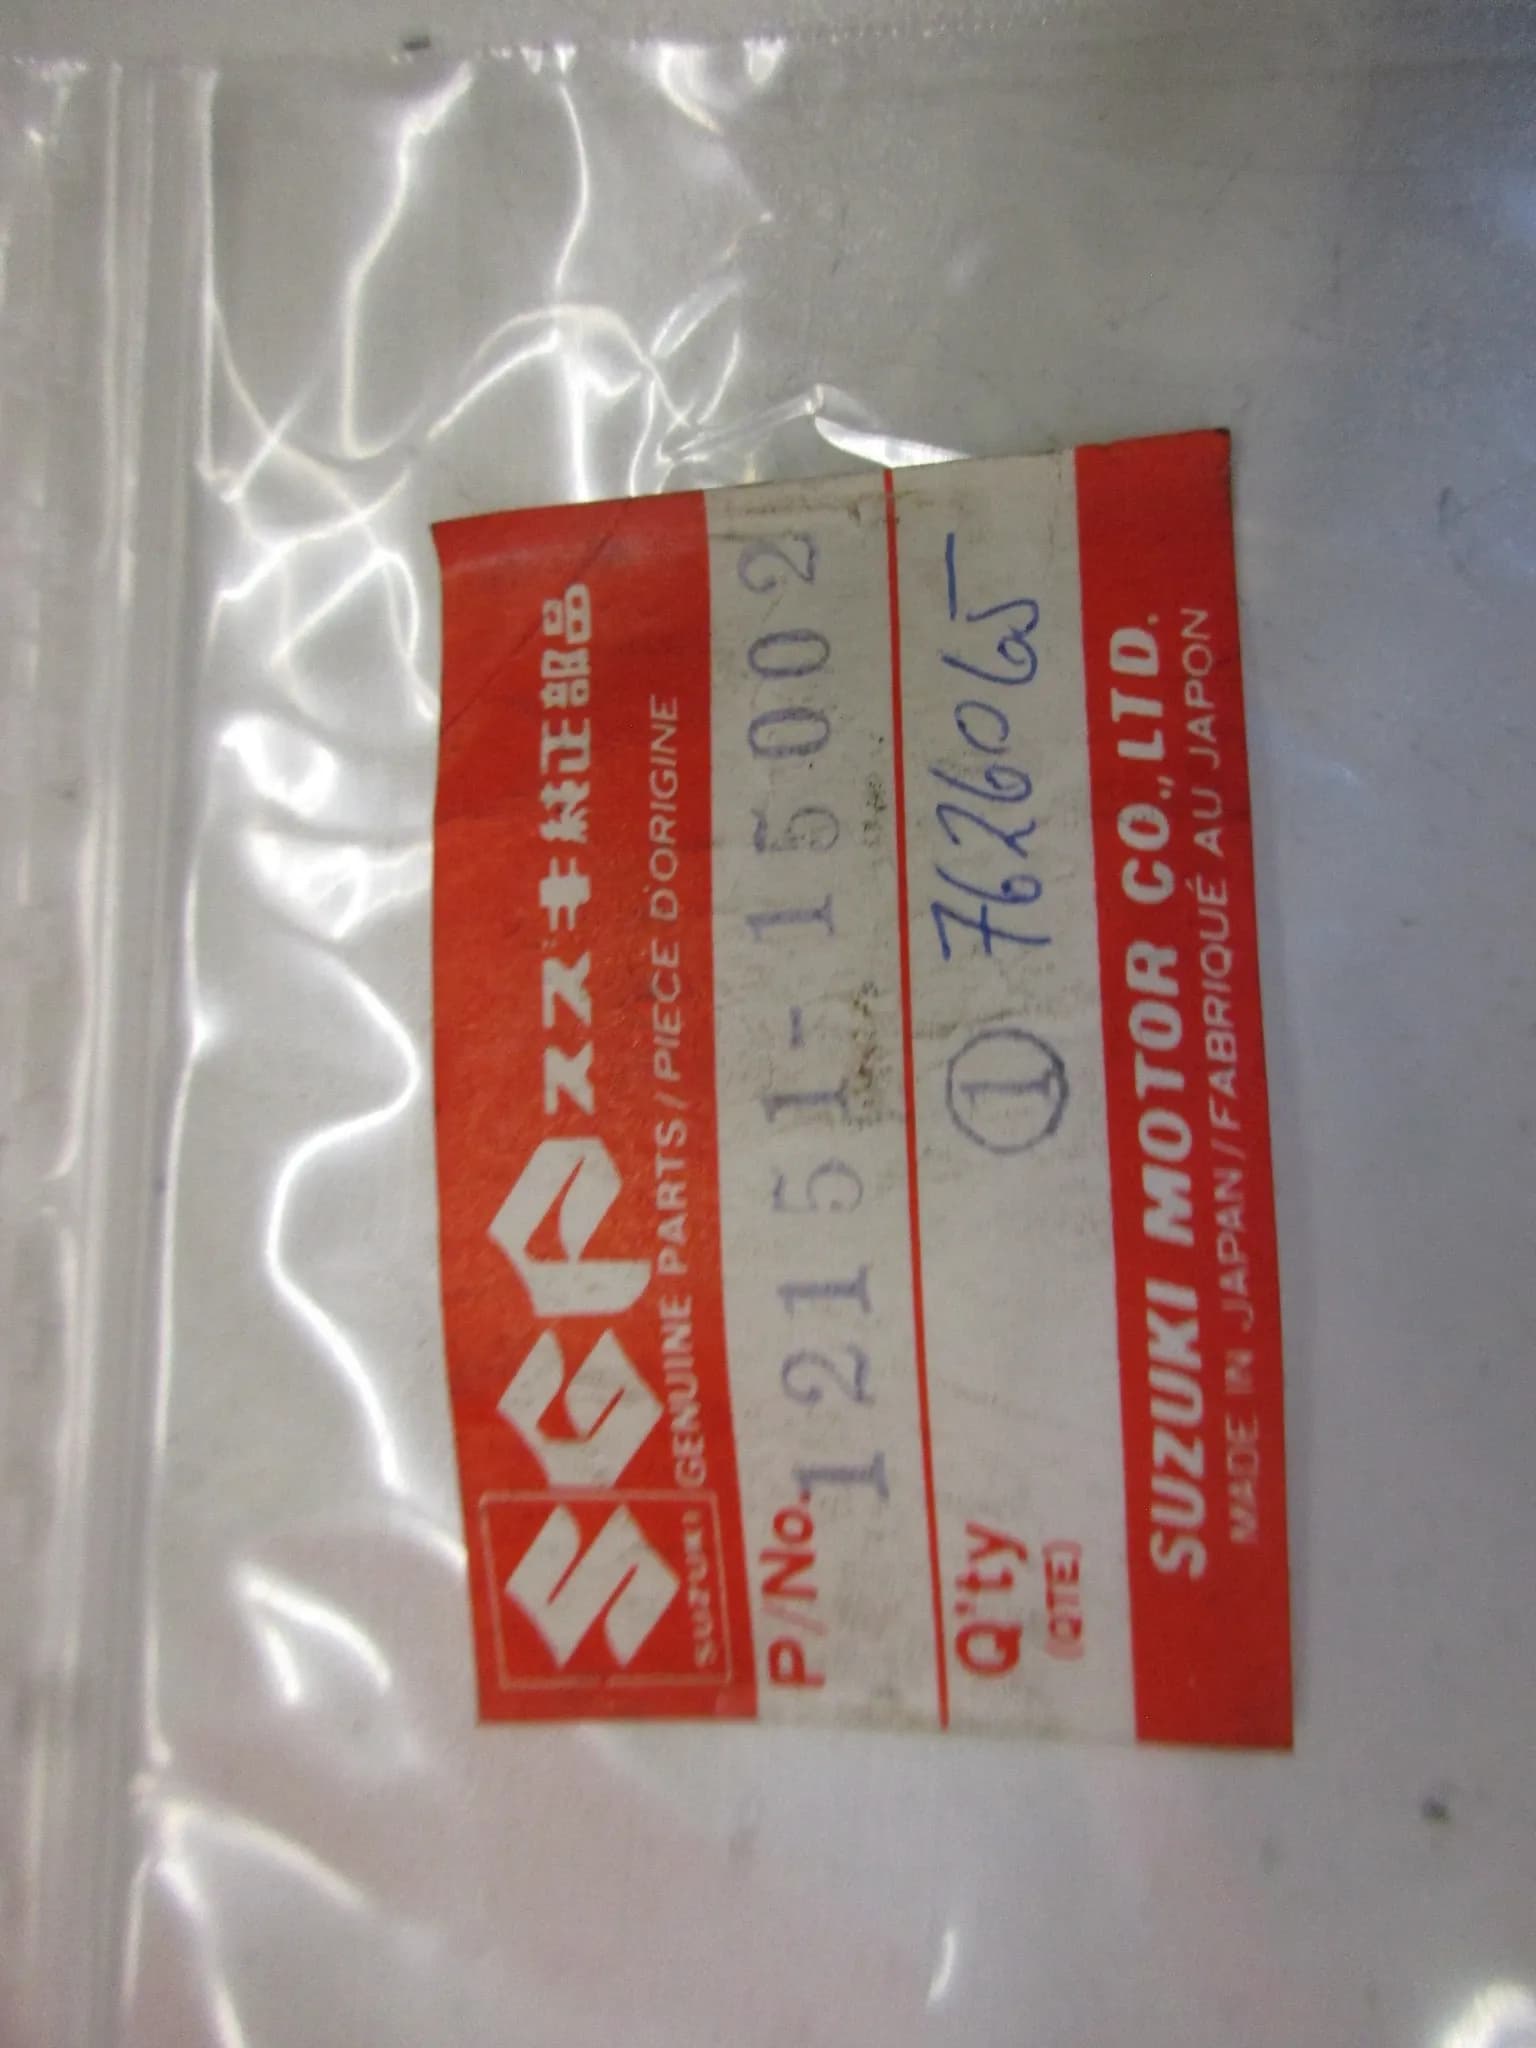 SGP スズキ純正部品
SUZUKI GENUINE PARTS/PIECE D'ORIGINE
P/No. 12151-15002
Q'ty ① 7626065
(QTE)
SUZUKI MOTOR CO., LTD.
MADE IN JAPAN/FABRIQUÉ AU JAPON